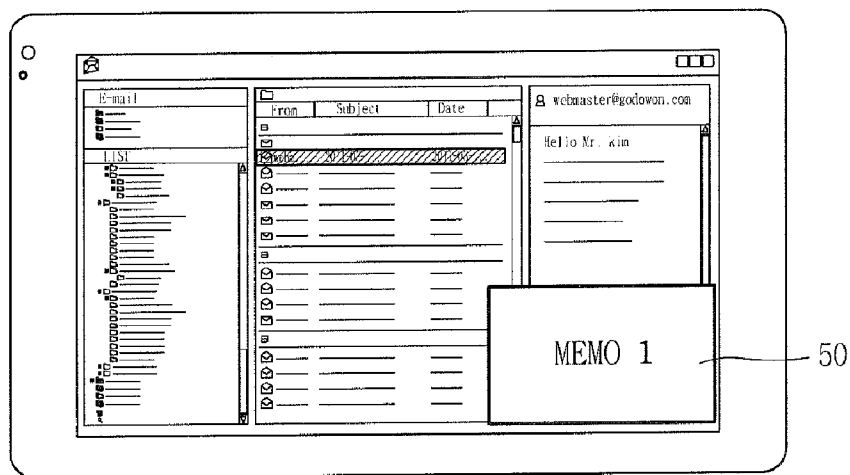 E-mail
LIST
From Subject Date
webmaster@godowon.com
Hello Mr. kim
MEMO 1
50